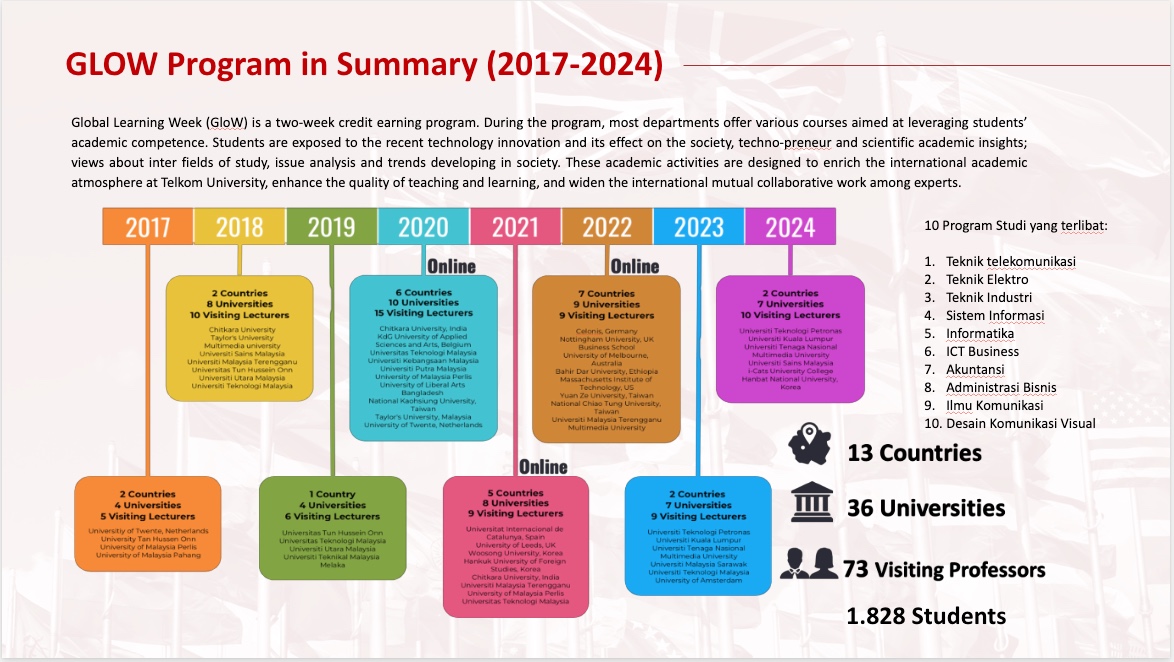 GLOW Program in Summary (2017-2024)
Global Learning Week (GloW) is a two-week credit earning program. During the program, most departments offer various courses aimed at leveraging students’
academic competence. Students are exposed to the recent technology innovation and its effect on the society, techno-preneur and scientific academic insights;
views about inter fields of study, issue analysis and trends developing in society. These academic activities are designed to enrich the international academic
atmosphere at Telkom University, enhance the quality of teaching and learning, and widen the international mutual collaborative work among experts.
2017
2018
2019
2020
2021
2022
2023
2024
2 Countries
4 Universities
5 Visiting Lecturers
University of Twente, Netherlands
University Tan Hussen Onn
University of Malaysia Perlis
University of Malaysia Pahang
2 Countries
8 Universities
10 Visiting Lecturers
Chitkara University
Taylor's University
Multimedia university
Universiti Sains Malaysia
Universiti Malaysia Terengganu
Universitas Tun Hussein Onn
Universiti Utara Malaysia
Universiti Teknologi Malaysia
1 Country
4 Universities
6 Visiting Lecturers
Universitas Tun Hussein Onn
Universitas Teknologi Malaysia
Universiti Utara Malaysia
Universiti Teknikal Malaysia
Melaka
Online
6 Countries
10 Universities
15 Visiting Lecturers
Chitkara University, India
KdG University of Applied
Sciences and Arts, Belgium
Universitas Teknologi Malaysia
Universiti Kebangsaan Malaysia
Universiti Putra Malaysia
University of Malaysia Perlis
University of Liberal Arts
Bangladesh
National Kaohsiung University,
Taiwan
Taylor's University, Malaysia
University of Twente, Netherlands
Online
5 Countries
8 Universities
9 Visiting Lecturers
Universitat Internacional de
Catalunya, Spain
University of Leeds, UK
Woosong University, Korea
Hankuk University of Foreign
Studies, Korea
Chitkara University, India
Universiti Malaysia Terengganu
University of Malaysia Perlis
Universitas Teknologi Malaysia
Online
7 Countries
9 Universities
9 Visiting Lecturers
Celonis, Germany
Nottingham University, UK
Business School
University of Melbourne,
Australia
Bahir Dar University, Ethiopia
Massachusetts Institute of
Technology, US
Yuan Ze University, Taiwan
National Chiao Tung University,
Taiwan
Universiti Malaysia Terengganu
Multimedia University
2 Countries
7 Universities
9 Visiting Lecturers
Universiti Teknologi Petronas
Universiti Kuala Lumpur
Universiti Tenaga Nasional
Multimedia University
Universiti Malaysia Sarawak
Universiti Teknologi Malaysia
University of Amsterdam
2 Countries
7 Universities
10 Visiting Lecturers
Universiti Teknologi Petronas
Universiti Kuala Lumpur
Universiti Tenaga Nasional
Multimedia University
Universiti Sains Malaysia
i-Cats University College
Hanbat National University,
Korea
10 Program Studi yang terlibat:
1. Teknik telekomunikasi
2. Teknik Elektro
3. Teknik Industri
4. Sistem Informasi
5. Informatika
6. ICT Business
7. Akuntansi
8. Administrasi Bisnis
9. Ilmu Komunikasi
10. Desain Komunikasi Visual
13 Countries
36 Universities
73 Visiting Professors
1.828 Students